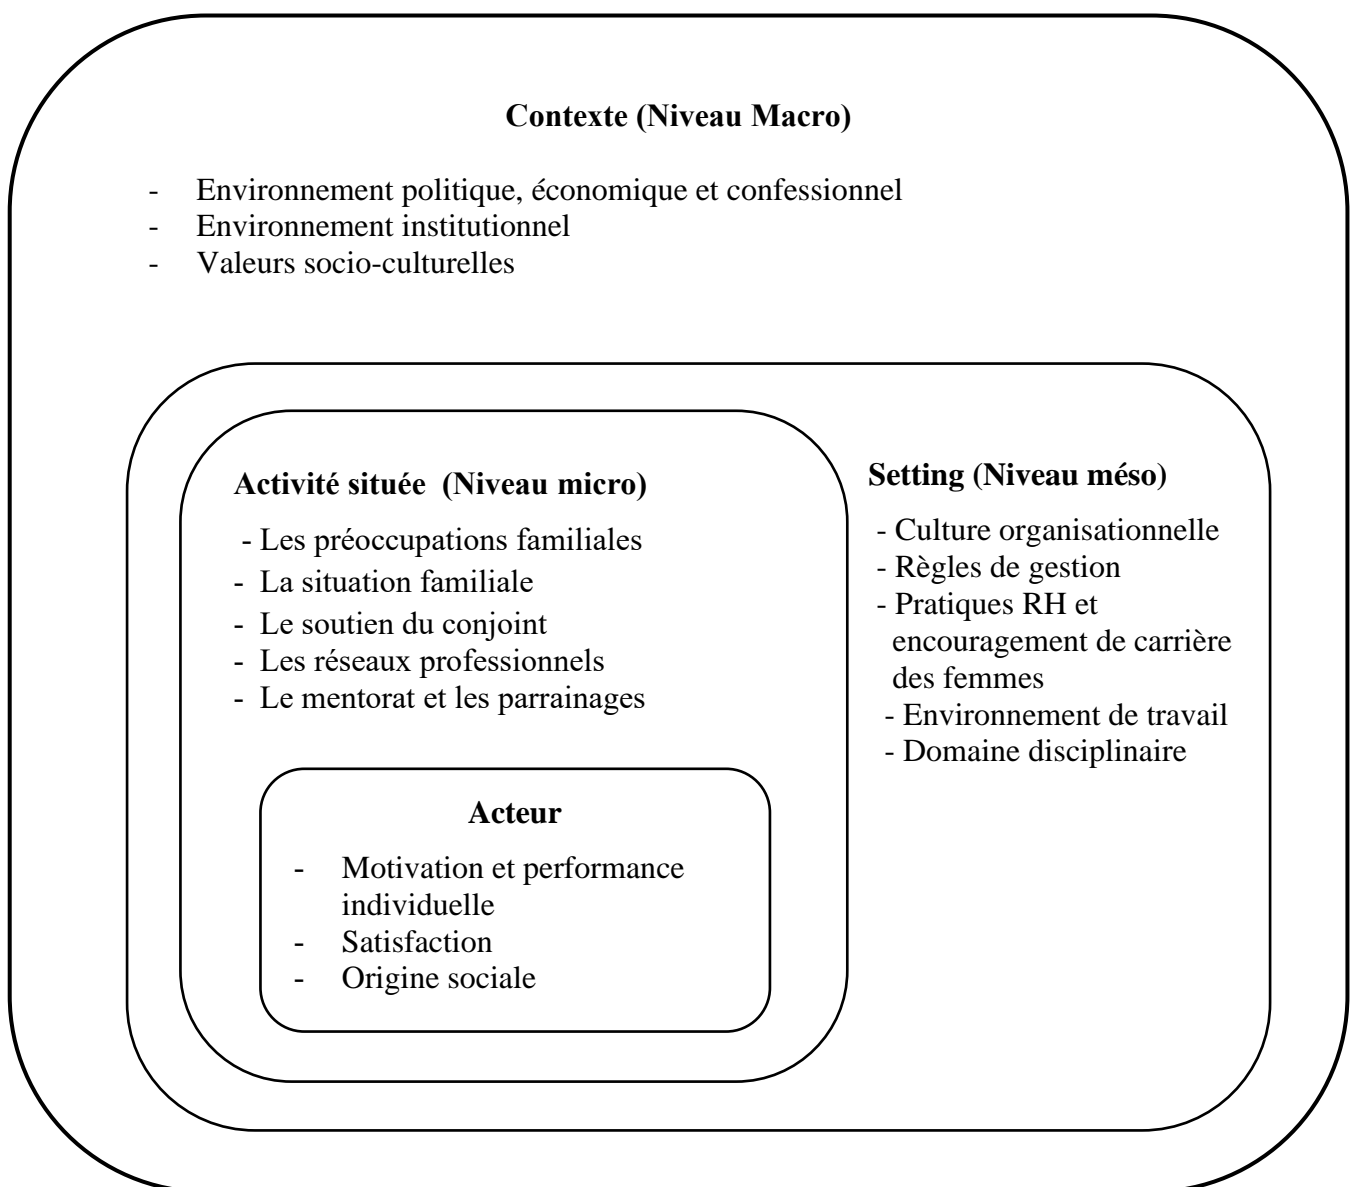 Contexte (Niveau Macro)
- Environnement politique, économique et confessionnel
- Environnement institutionnel
- Valeurs socio-culturelles
Activité située (Niveau micro)
- Les préoccupations familiales
- La situation familiale
- Le soutien du conjoint
- Les réseaux professionnels
- Le mentorat et les parrainages
Setting (Niveau méso)
- Culture organisationnelle
- Règles de gestion
- Pratiques RH et
encouragement de carrière
des femmes
- Environnement de travail
- Domaine disciplinaire
Acteur
- Motivation et performance
individuelle
- Satisfaction
- Origine sociale